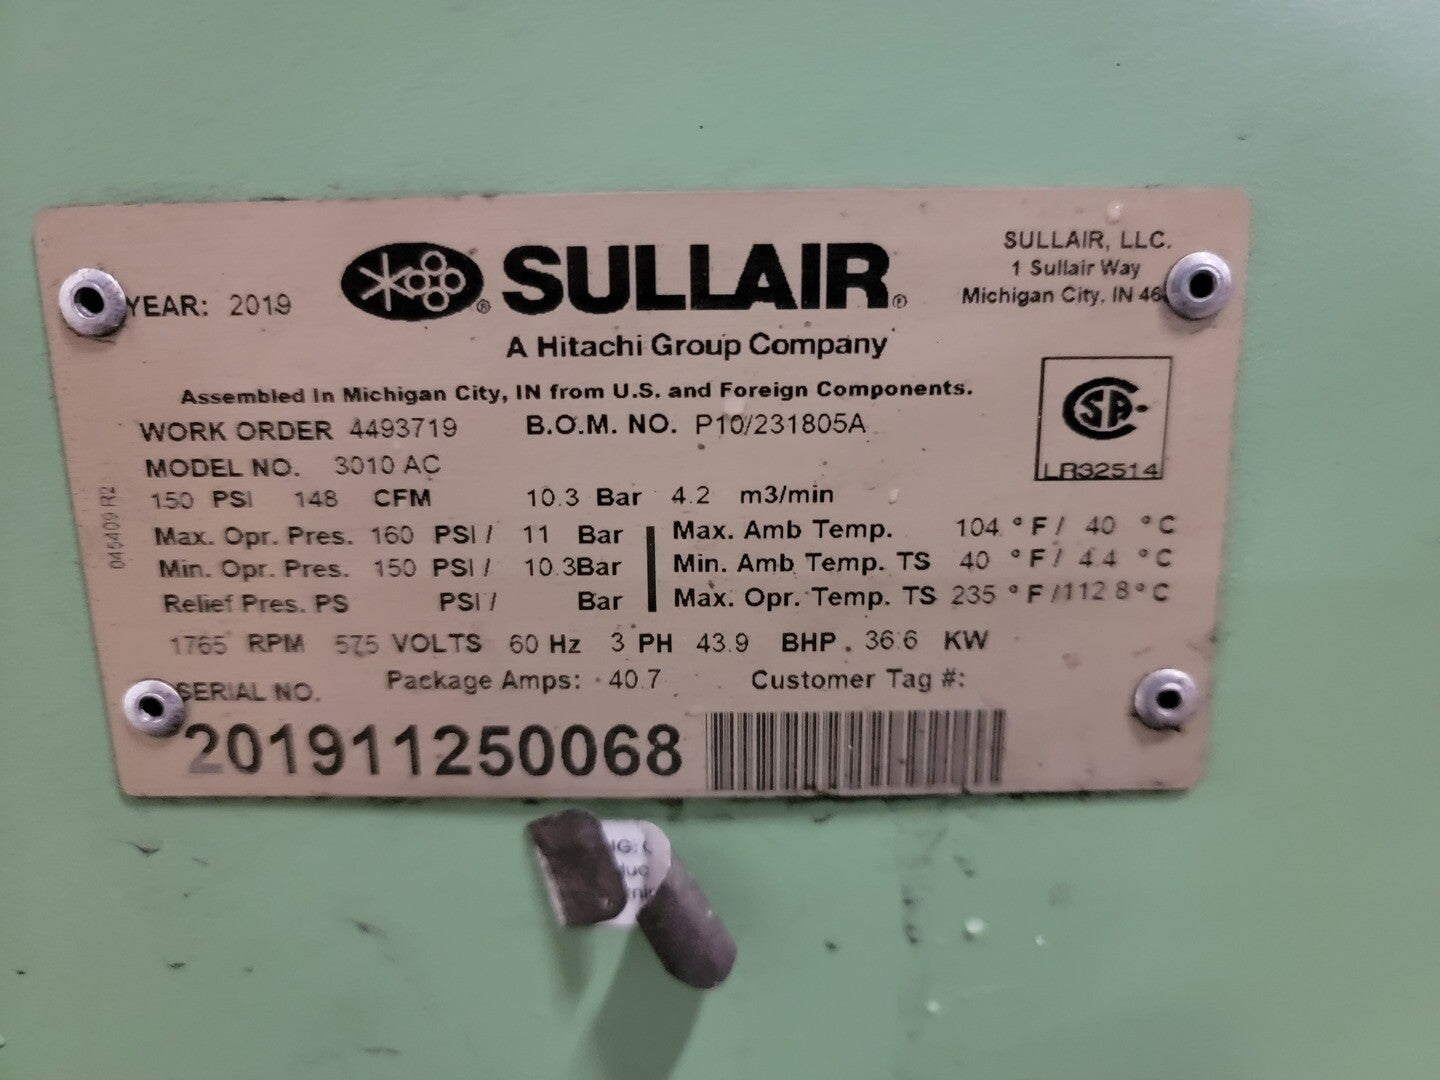 YEAR: 2019
SULLAIR®
A Hitachi Group Company
SULLAIR, LLC.
1 Sullair Way
Michigan City, IN 46
Assembled In Michigan City, IN from U.S. and Foreign Components.
WORK ORDER 4493719 B.O.M. NO. P10/231805A
CSA
LR32514
MODEL NO. 3010 AC
150 PSI 148 CFM 10.3 Bar 4.2 m3/min
Max. Opr. Pres. 160 PSI / 11 Bar Max. Amb Temp. 104 °F / 40 °C
Min. Opr. Pres. 150 PSI / 10.3Bar Min. Amb Temp. TS 40 °F / 4.4 °C
Relief Pres. PS PSI / Bar Max. Opr. Temp. TS 235 °F /112.8°C
1765 RPM 575 VOLTS 60 Hz 3 PH 43.9 BHP . 36.6 KW
SERIAL NO. Package Amps: 40.7 Customer Tag #:
201911250068